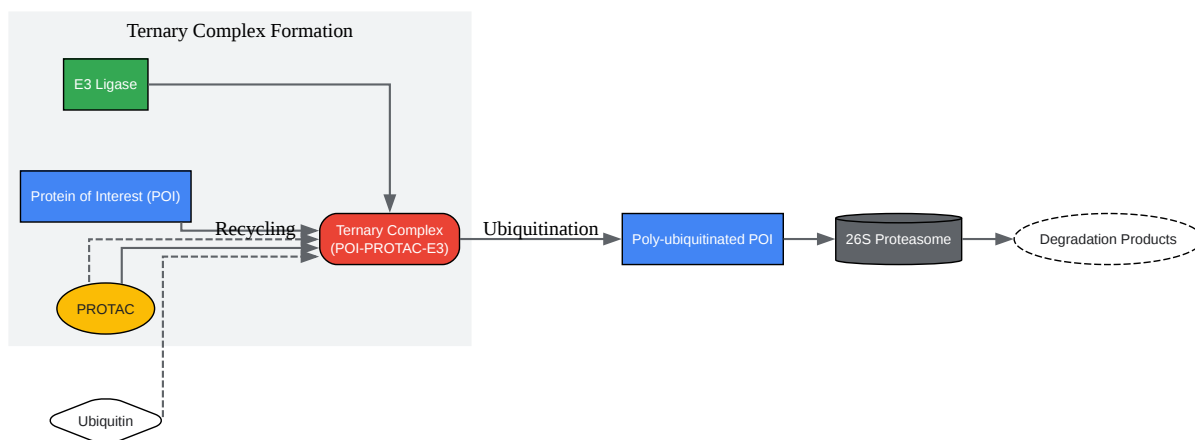 Ternary Complex Formation
E3 Ligase
Protein of Interest (POI)
Recycling
Ternary Complex
(POI-PROTAC-E3)
Ubiquitination
Poly-ubiquitinated POI
26S Proteasome
Degradation Products
PROTAC
Ubiquitin